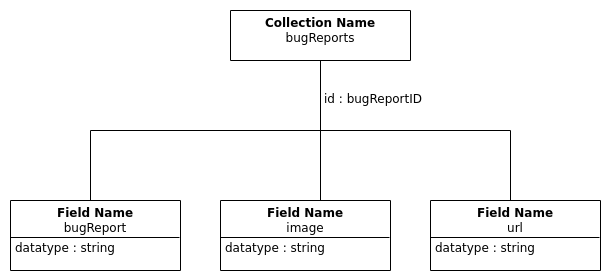 Collection Name
bugReports
id : bugReportID
Field Name
bugReport
datatype : string
Field Name
image
datatype : string
Field Name
url
datatype : string